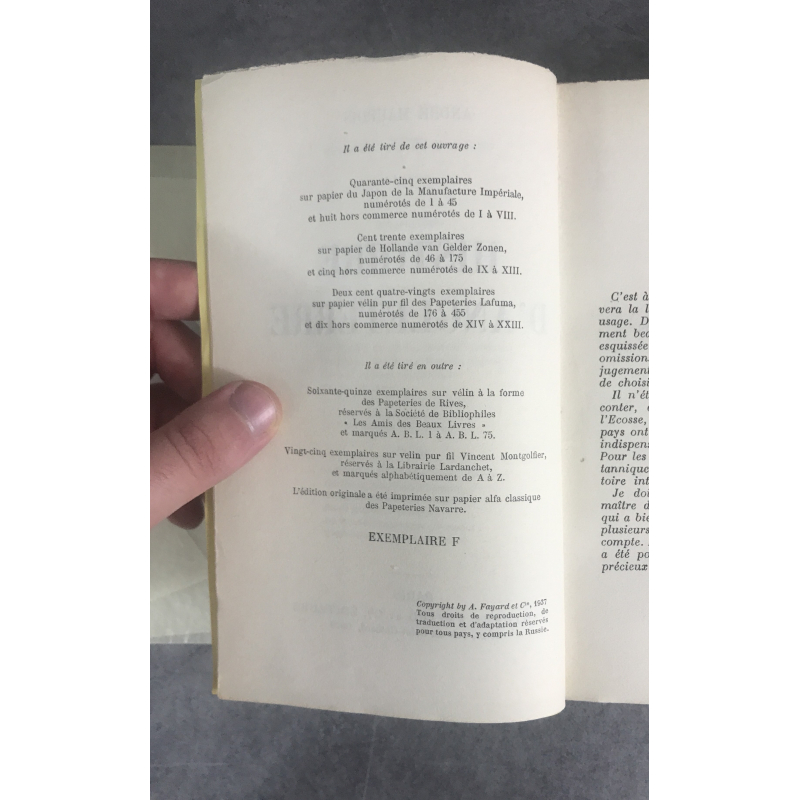 Il a été tiré de cet ouvrage :
Quarante-cinq exemplaires
sur papier du Japon de la Manufacture Impériale,
numérotés de 1 à 45
et huit hors commerce numérotés de I à VIII.
Cent trente exemplaires
sur papier de Hollande van Gelder Zonen,
numérotés de 46 à 175
et cinq hors commerce numérotés de IX à XIII.
Deux cent quatre-vingts exemplaires
sur papier vélin pur fil des Papeteries Lafuma,
numérotés de 176 à 455
et dix hors commerce numérotés de XIV à XXIII.
Il a été tiré en outre :
Soixante-quinze exemplaires sur vélin à la forme
des Papeteries de Rives,
réservés à la Société de Bibliophiles
« Les Amis des Beaux Livres »
et marqués A. B. L. 1 à A. B. L. 75.
Vingt-cinq exemplaires sur velin pur fil Vincent Montgolfier,
réservés à la Librairie Lardanchet,
et marqués alphabétiquement de A à Z.
L'édition originale a été imprimée sur papier alfa classique
des Papeteries Navarre.
EXEMPLAIRE F
Copyright by A. Fayard et Cie, 1937
Tous droits de reproduction, de
traduction et d'adaptation réservés
pour tous pays, y compris la Russie.
C'est à
vera la l
usage. D
ment bea
esquissée
omission
jugement
de choisi
Il n'ét
conter, e
l'Ecosse,
pays ont
indispens
Pour les
tannique
toire int
Je doi
maître d
qui a bie
plusieurs
compte.
a été po
précieux